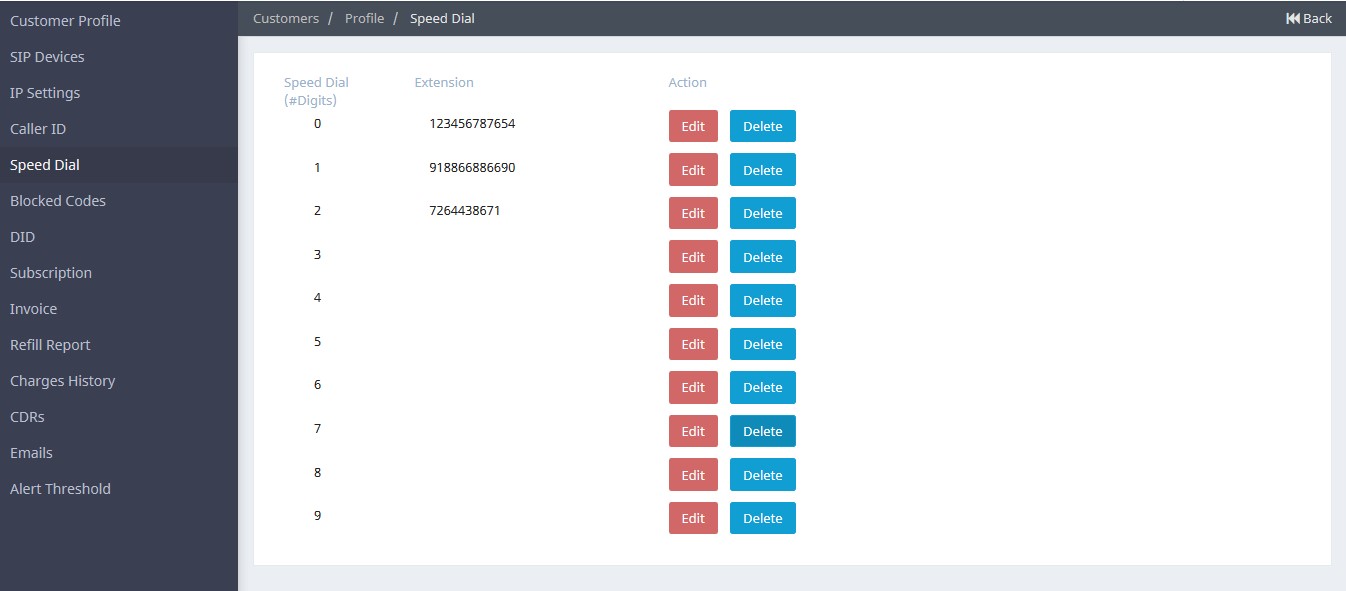 Customer Profile
SIP Devices
IP Settings
Caller ID
Speed Dial
Blocked Codes
DID
Subscription
Invoice
Refill Report
Charges History
CDRs
Emails
Alert Threshold
Customers / Profile / Speed Dial Back
Speed Dial Extension Action
(#Digits)
0 123456787654 Edit Delete
1 918866886690 Edit Delete
2 7264438671 Edit Delete
3 Edit Delete
4 Edit Delete
5 Edit Delete
6 Edit Delete
7 Edit Delete
8 Edit Delete
9 Edit Delete